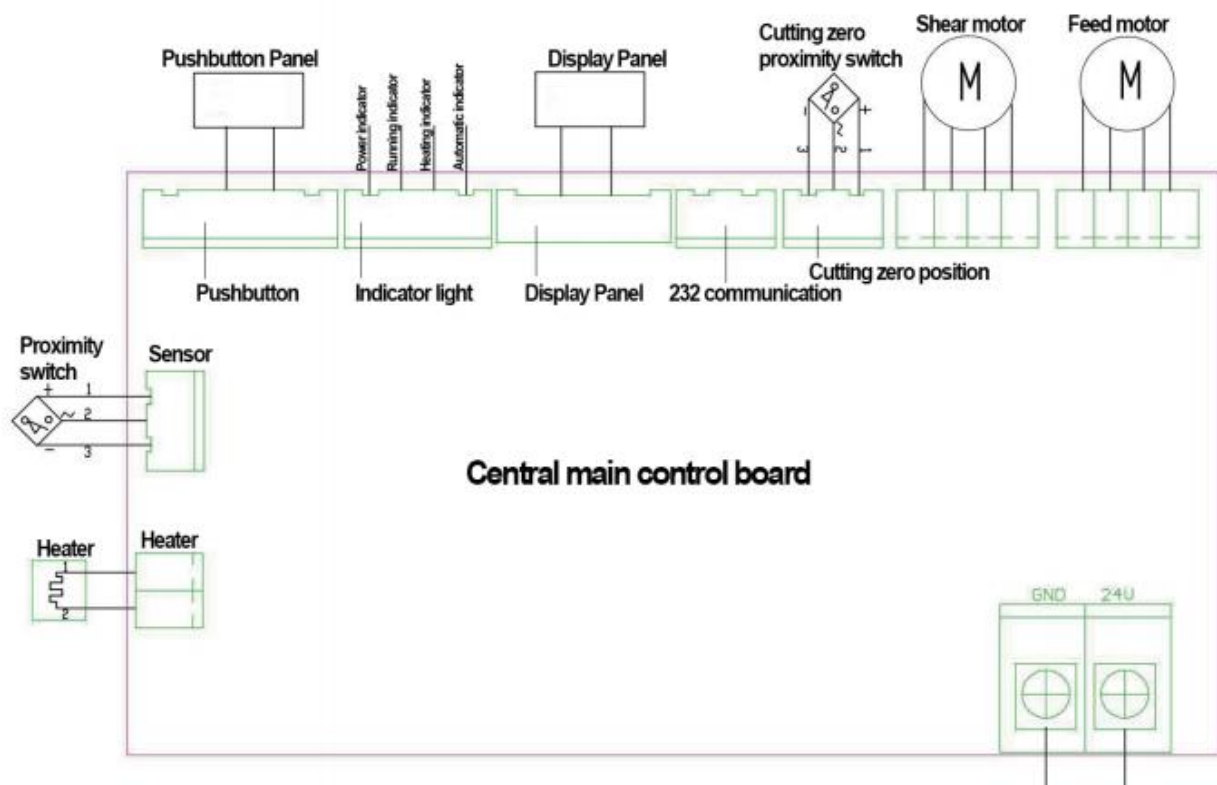 Pushbutton Panel
Power indicator
Running indicator
Heating indicator
Automatic indicator
Display Panel
Cutting zero
proximity switch
- ~ +
3 2 1
Shear motor
M
Feed motor
M
Pushbutton
Indicator light
Display Panel
232 communication
Cutting zero position
Proximity
switch
+ 1
~ 2
- 3
Sensor
Central main control board
Heater
1
2
Heater
GND 24V